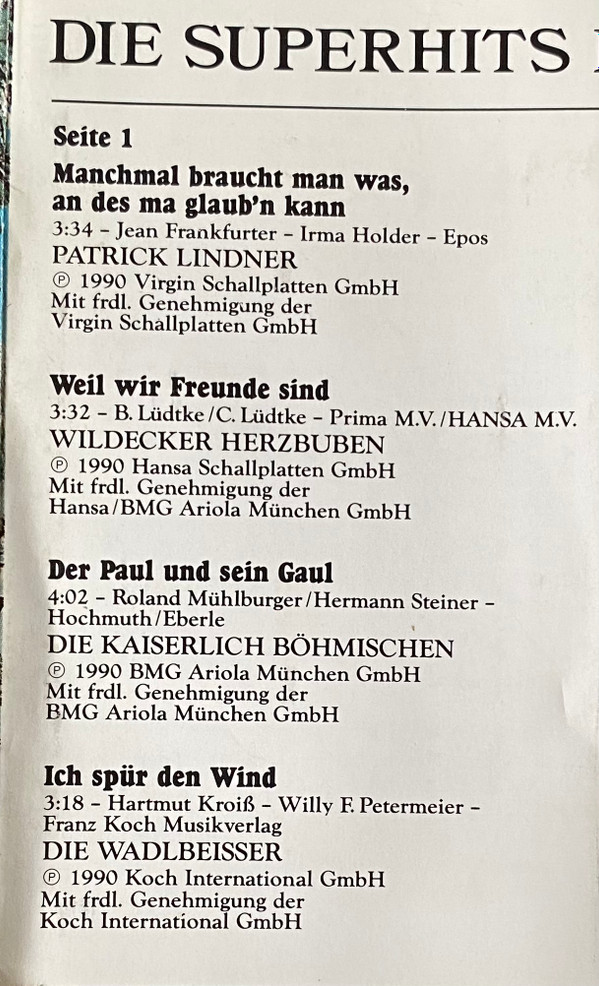 DIE SUPERHITS
Seite 1
Manchmal braucht man was,
an des ma glaub'n kann
3:34 – Jean Frankfurter – Irma Holder – Epos
PATRICK LINDNER
℗ 1990 Virgin Schallplatten GmbH
Mit frdl. Genehmigung der
Virgin Schallplatten GmbH
Weil wir Freunde sind
3:32 – B. Lüdtke/C. Lüdtke – Prima M.V./HANSA M.V.
WILDECKER HERZBUBEN
℗ 1990 Hansa Schallplatten GmbH
Mit frdl. Genehmigung der
Hansa/BMG Ariola München GmbH
Der Paul und sein Gaul
4:02 – Roland Mühlburger/Hermann Steiner –
Hochmuth/Eberle
DIE KAISERLICH BÖHMISCHEN
℗ 1990 BMG Ariola München GmbH
Mit frdl. Genehmigung der
BMG Ariola München GmbH
Ich spür den Wind
3:18 – Hartmut Kroiß – Willy F. Petermeier –
Franz Koch Musikverlag
DIE WADLBEISSER
℗ 1990 Koch International GmbH
Mit frdl. Genehmigung der
Koch International GmbH